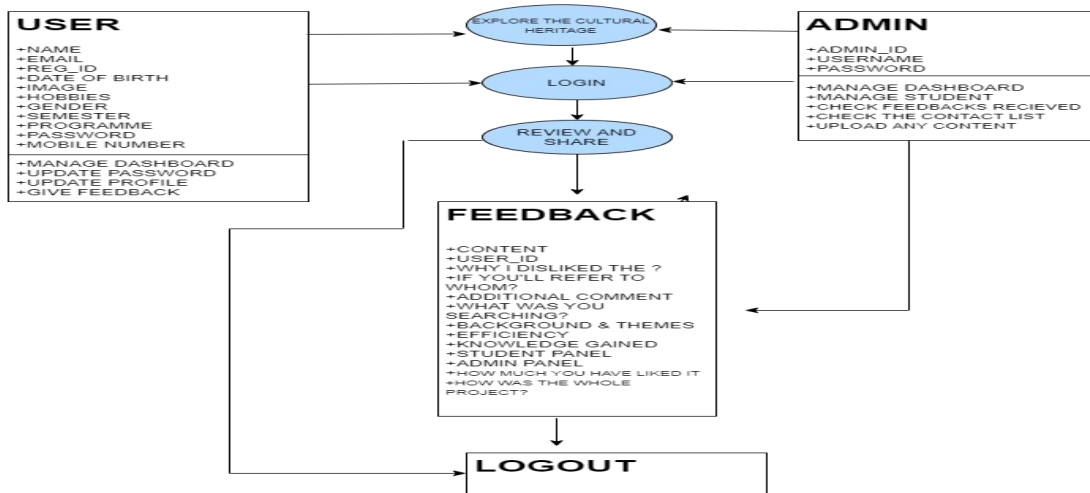 USER
+NAME
+EMAIL
+REG_ID
+DATE OF BIRTH
+IMAGE
+HOBBIES
+GENDER
+SEMESTER
+PROGRAMME
+PASSWORD
+MOBILE NUMBER
+MANAGE DASHBOARD
+UPDATE PASSWORD
+UPDATE PROFILE
+GIVE FEEDBACK
EXPLORE THE CULTURAL
HERITAGE
LOGIN
REVIEW AND
SHARE
ADMIN
+ADMIN_ID
+USERNAME
+PASSWORD
+MANAGE DASHBOARD
+MANAGE STUDENT
+CHECK FEEDBACKS RECIEVED
+CHECK THE CONTACT LIST
+UPLOAD ANY CONTENT
FEEDBACK
+CONTENT
+USER_ID
+WHY I DISLIKED THE ?
+IF YOU'LL REFER TO
WHOM?
+ADDITIONAL COMMENT
+WHAT WAS YOU
SEARCHING?
+BACKGROUND & THEMES
+EFFICIENCY
+KNOWLEDGE GAINED
+STUDENT PANEL
+ADMIN PANEL
+HOW MUCH YOU HAVE LIKED IT
+HOW WAS THE WHOLE
PROJECT?
LOGOUT